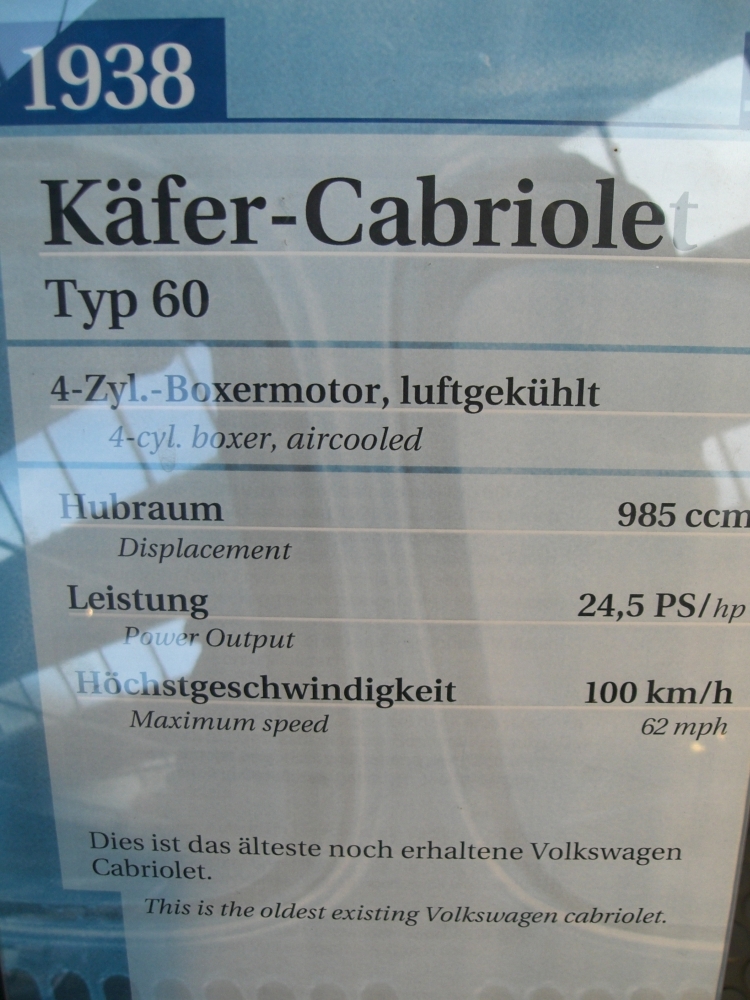 1938
Käfer-Cabriolet
Typ 60
4-Zyl.-Boxermotor, luftgekühlt
4-cyl. boxer, aircooled
Hubraum 985 ccm
Displacement
Leistung 24,5 PS/hp
Power Output
Höchstgeschwindigkeit 100 km/h
Maximum speed 62 mph
Dies ist das älteste noch erhaltene Volkswagen
Cabriolet.
This is the oldest existing Volkswagen cabriolet.